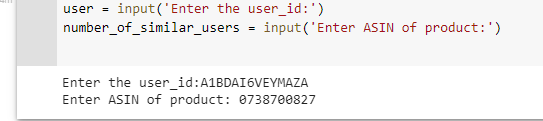 user = input('Enter the user_id:')
number_of_similar_users = input('Enter ASIN of product:')
Enter the user_id:A1BDAI6VEYMAZA
Enter ASIN of product: 0738700827